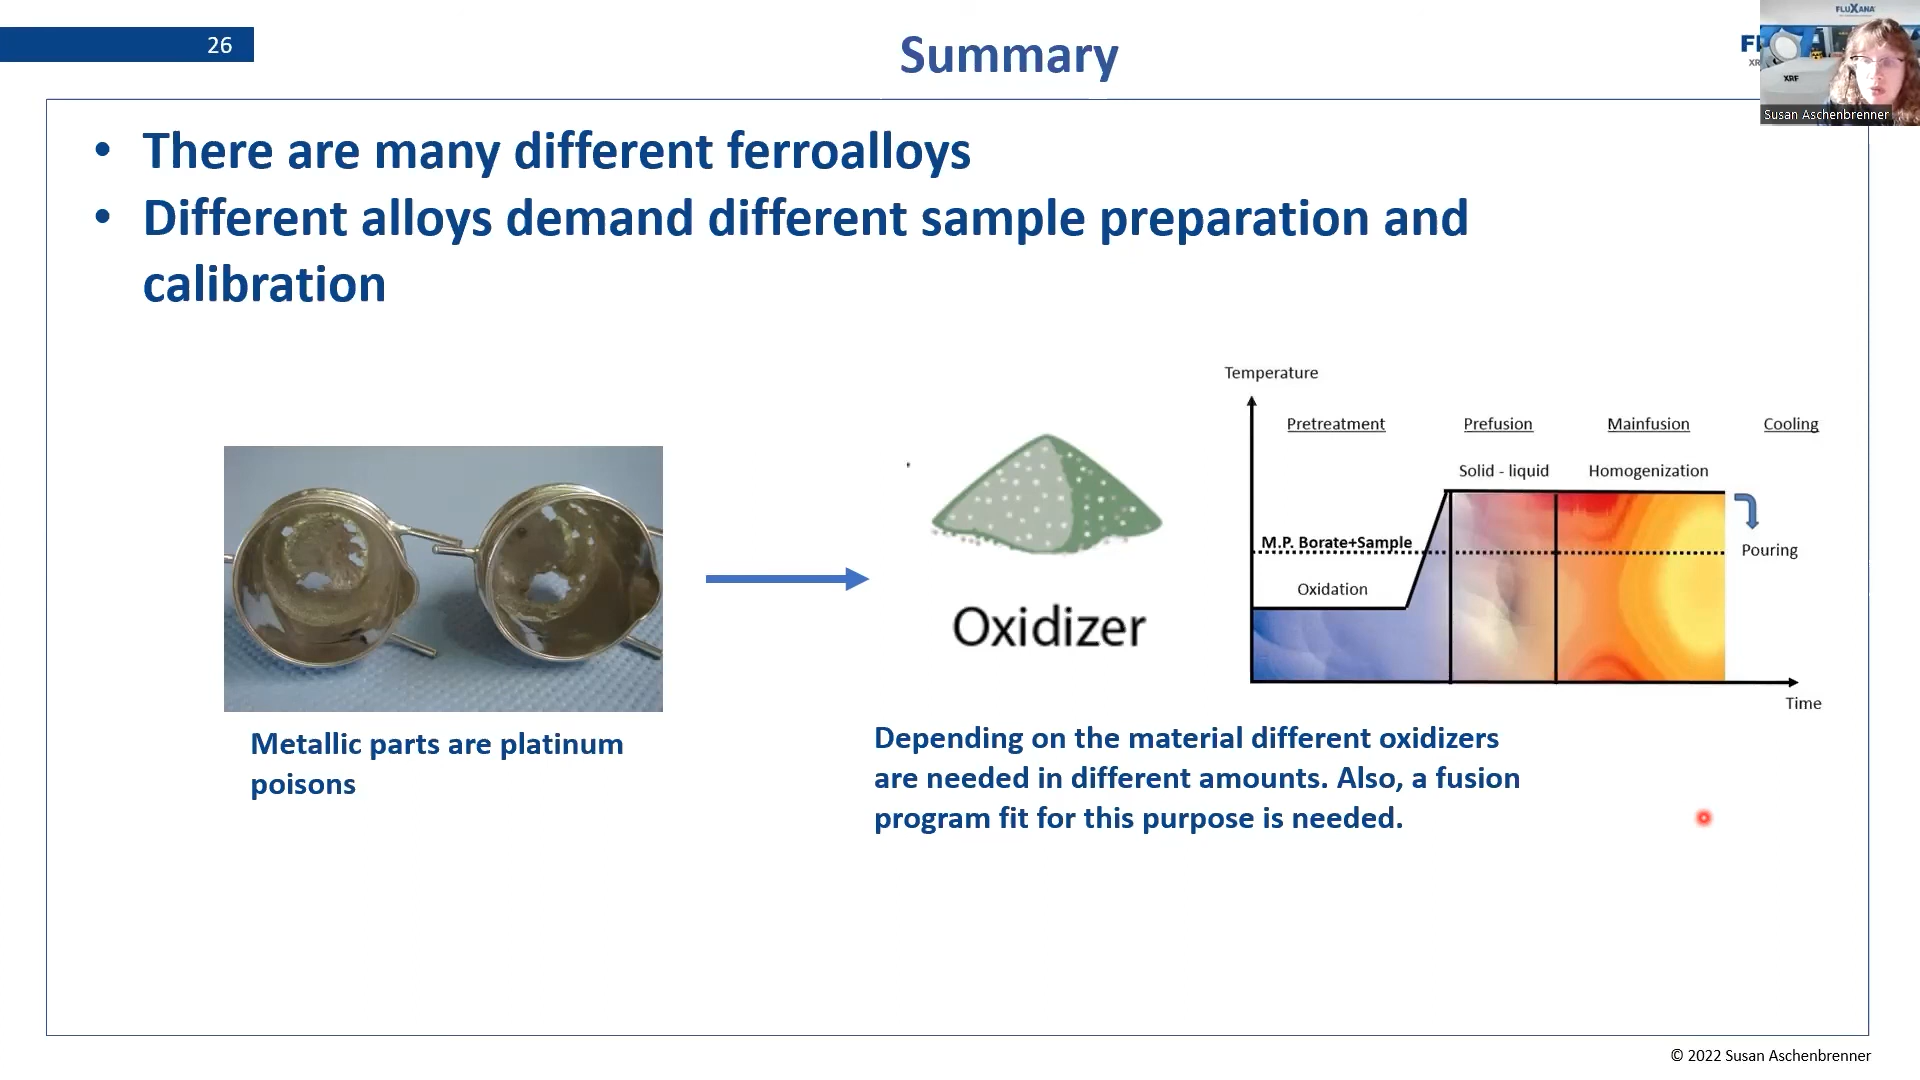 26
Summary
FLUXANA
XRF
Susan Aschenbrenner
• There are many different ferroalloys
• Different alloys demand different sample preparation and
calibration
Temperature
Pretreatment Prefusion Mainfusion Cooling
Solid - liquid Homogenization
M.P. Borate+Sample
Pouring
Oxidation
Oxidizer
Time
Metallic parts are platinum
poisons
Depending on the material different oxidizers
are needed in different amounts. Also, a fusion
program fit for this purpose is needed.
© 2022 Susan Aschenbrenner